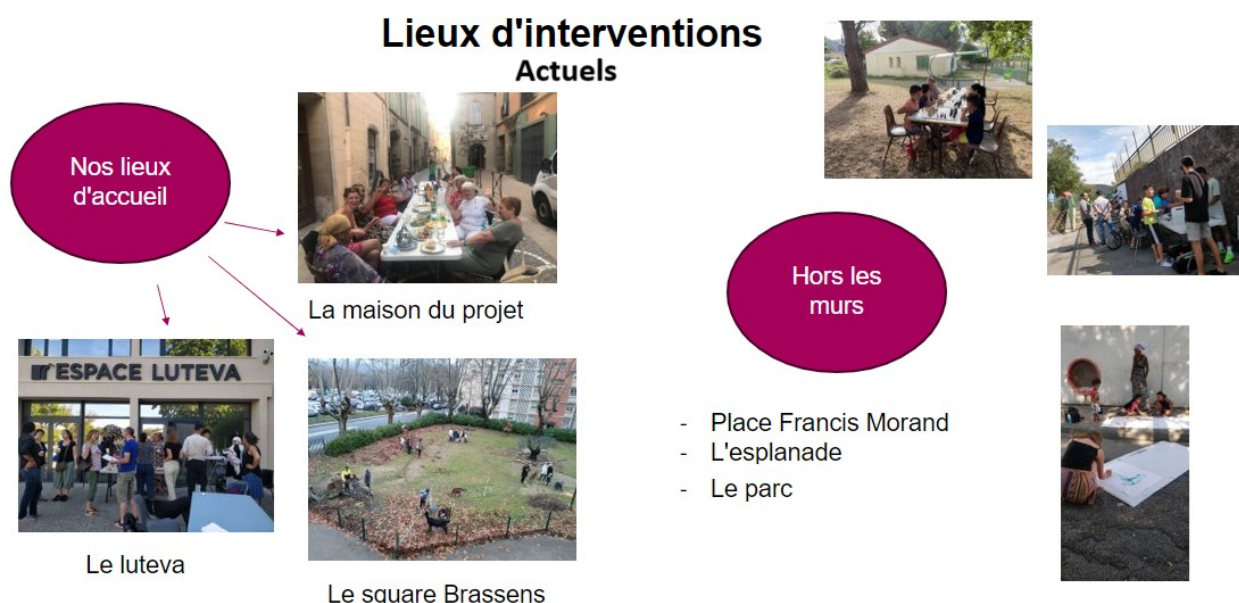 Lieux d'interventions
Actuels
Nos lieux
d'accueil
La maison du projet
ESPACE LUTEVA
Le luteva
Le square Brassens
Hors les
murs
- Place Francis Morand
- L'esplanade
- Le parc